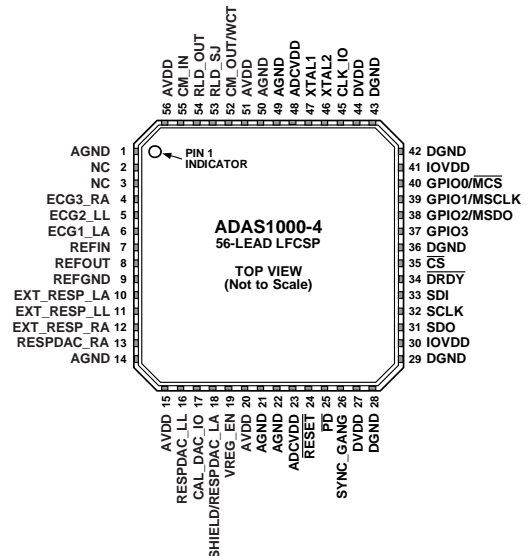 56 AVDD
55 CM_IN
54 RLD_OUT
53 RLD_SJ
52 CM_OUT/WCT
51 AVDD
50 AGND
49 AGND
48 ADCVDD
47 XTAL1
46 XTAL2
45 CLK_IO
44 DVDD
43 DGND
AGND 1
NC 2
NC 3
ECG3_RA 4
ECG2_LL 5
ECG1_LA 6
REFIN 7
REFOUT 8
REFGND 9
EXT_RESP_LA 10
EXT_RESP_LL 11
EXT_RESP_RA 12
RESPDAC_RA 13
AGND 14
PIN 1
INDICATOR
ADAS1000-4
56-LEAD LFCSP
TOP VIEW
(Not to Scale)
42 DGND
41 IOVDD
40 GPIO0/MCS
39 GPIO1/MSCLK
38 GPIO2/MSDO
37 GPIO3
36 DGND
35 CS
34 DRDY
33 SDI
32 SCLK
31 SDO
30 IOVDD
29 DGND
AVDD 15
RESPDAC_LL 16
CAL_DAC_IO 17
SHIELD/RESPDAC_LA 18
VREG_EN 19
AVDD 20
AGND 21
AGND 22
ADCVDD 23
RESET 24
PD 25
SYNC_GANG 26
DVDD 27
DGND 28